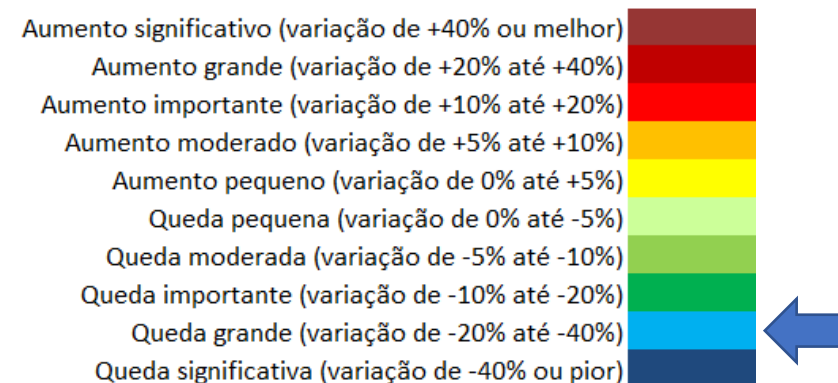 Aumento significativo (variação de +40% ou melhor)
Aumento grande (variação de +20% até +40%)
Aumento importante (variação de +10% até +20%)
Aumento moderado (variação de +5% até +10%)
Aumento pequeno (variação de 0% até +5%)
Queda pequena (variação de 0% até -5%)
Queda moderada (variação de -5% até -10%)
Queda importante (variação de -10% até -20%)
Queda grande (variação de -20% até -40%)
Queda significativa (variação de -40% ou pior)